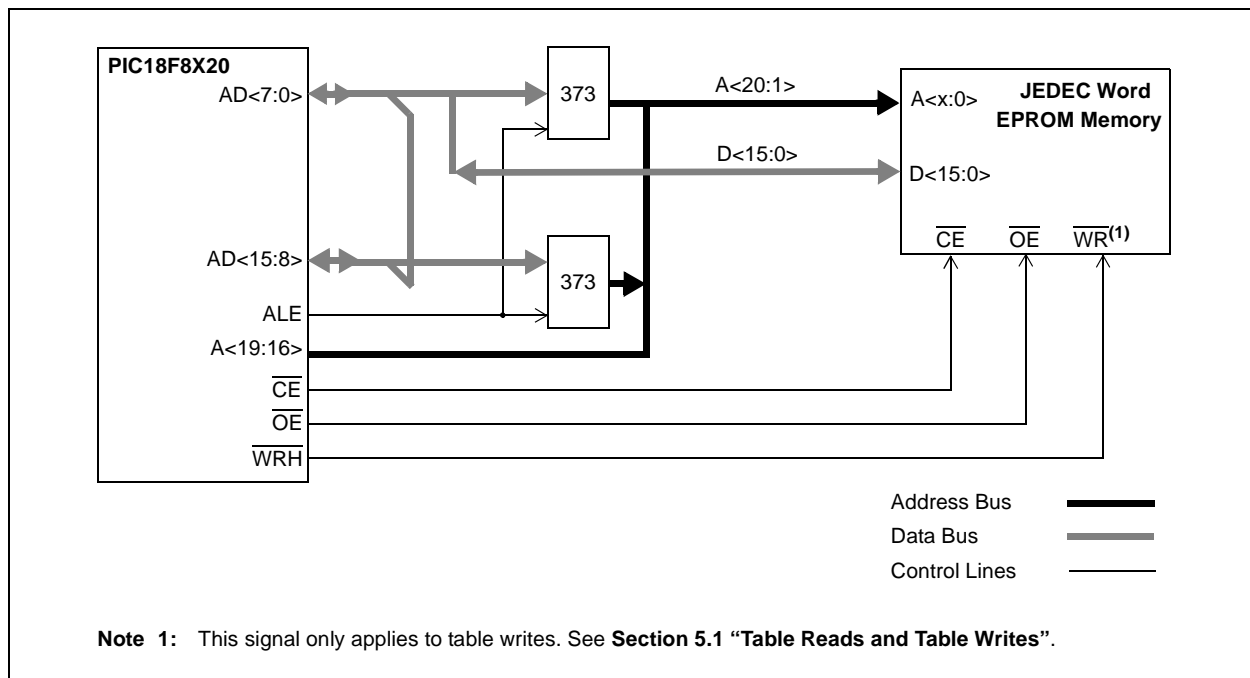 PIC18F8X20
AD<7:0>
373
A<20:1>
A<x:0>
JEDEC Word
EPROM Memory
D<15:0>
D<15:0>
CE
OE
WR(1)
AD<15:8>
373
ALE
A<19:16>
CE
OE
WRH
Address Bus
Data Bus
Control Lines
Note 1: This signal only applies to table writes. See Section 5.1 “Table Reads and Table Writes”.